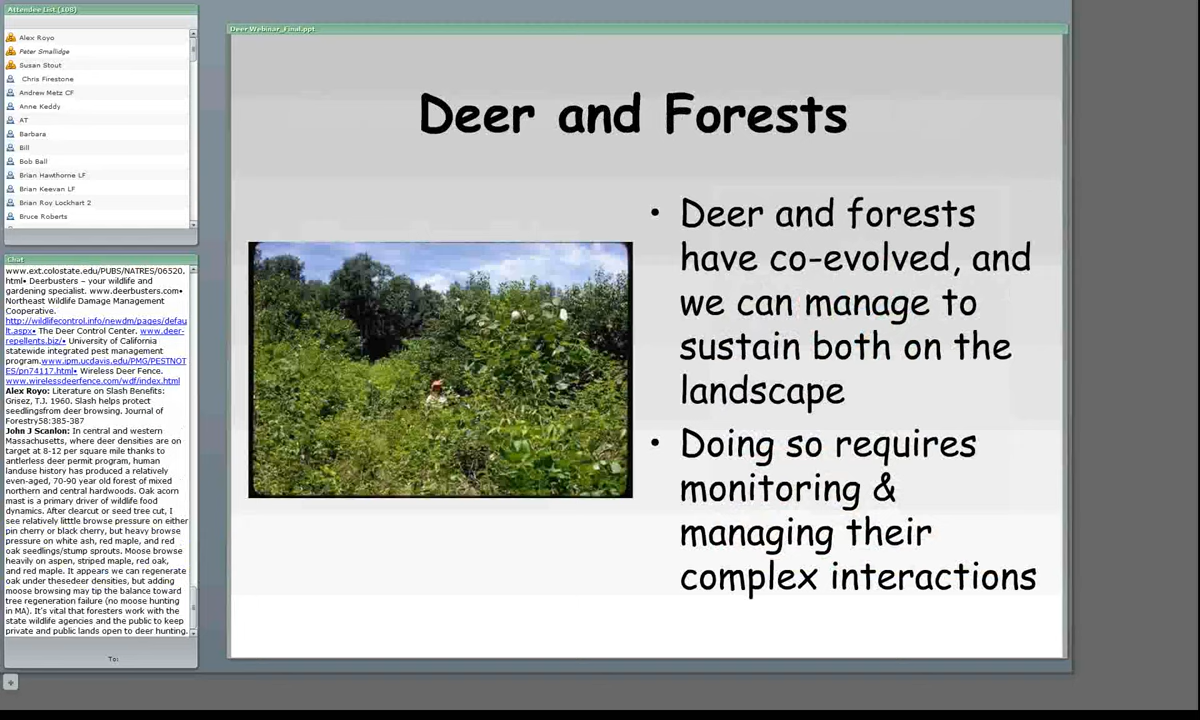 Attendee List (108)
Alex Royo
Peter Smallidge
Susan Stout
Chris Firestone
Andrew Metz CF
Anne Keddy
AT
Barbara
Bill
Bob Ball
Brian Hawthorne LF
Brian Keevan LF
Brian Roy Lockhart 2
Bruce Roberts
Chat
www.ext.colostate.edu/PUBS/NATRES/06520.
html• Deerbusters – your wildlife and
gardening specialist. www.deerbusters.com•
Northeast Wildlife Damage Management
Cooperative.
http://wildlifecontrol.info/newdm/pages/defau
lt.aspx• The Deer Control Center. www.deer-
repellents.biz/• University of California
statewide integrated pest management
program.www.ipm.ucdavis.edu/PMG/PESTNOT
ES/pn74117.html• Wireless Deer Fence.
www.wirelessdeerfence.com/wdf/index.html
Alex Royo: Literature on Slash Benefits:
Grisez, T.J. 1960. Slash helps protect
seedlingsfrom deer browsing. Journal of
Forestry58:385-387
John J Scanlon: In central and western
Massachusetts, where deer densities are on
target at 8-12 per square mile thanks to
antlerless deer permit program, human
landuse history has produced a relatively
even-aged, 70-90 year old forest of mixed
northern and central hardwoods. Oak acorn
mast is a primary driver of wildlife food
dynamics. After clearcut or seed tree cut, I
see relatively litttle browse pressure on either
pin cherry or black cherry, but heavy browse
pressure on white ash, red maple, and red
oak seedlings/stump sprouts. Moose browse
heavily on aspen, striped maple, red oak,
and red maple. It appears we can regenerate
oak under thesedeer densities, but adding
moose browsing may tip the balance toward
tree regeneration failure (no moose hunting
in MA). It's vital that foresters work with the
state wildlife agencies and the public to keep
private and public lands open to deer hunting.
To:
Deer Webinar_Final.ppt
Deer and Forests
• Deer and forests
have co-evolved, and
we can manage to
sustain both on the
landscape
• Doing so requires
monitoring &
managing their
complex interactions